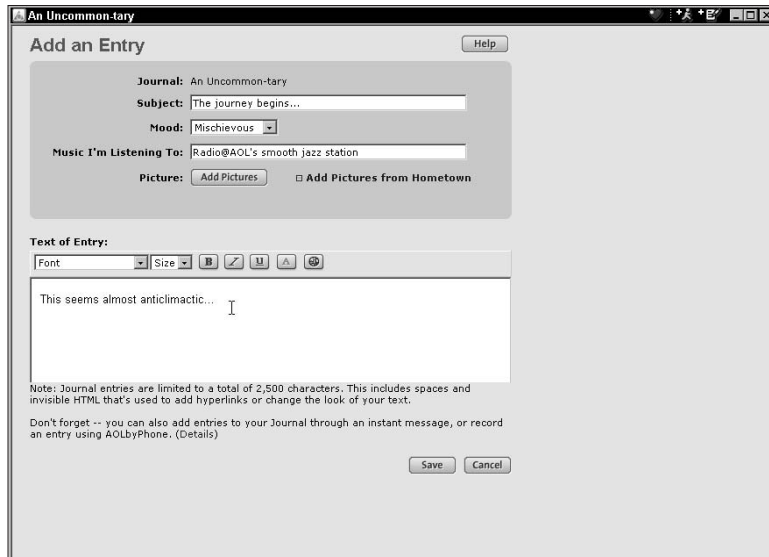 An Uncommon-tary
Add an Entry
Help
Journal: An Uncommon-tary
Subject: The journey begins...
Mood: Mischievous
Music I'm Listening To: Radio@AOL's smooth jazz station
Picture: Add Pictures Add Pictures from Hometown
Text of Entry:
Font Size B I U A
This seems almost anticlimactic...
Note: Journal entries are limited to a total of 2,500 characters. This includes spaces and
invisible HTML that's used to add hyperlinks or change the look of your text.
Don't forget -- you can also add entries to your Journal through an instant message, or record
an entry using AOLbyPhone. (Details)
Save Cancel